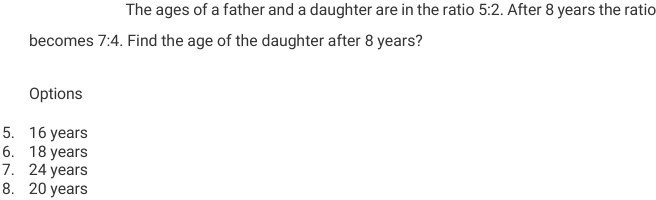 The ages of a father and a daughter are in the ratio 5:2. After 8 years the ratio
becomes 7:4. Find the age of the daughter after 8 years?
Options
5. 16 years
6. 18 years
7. 24 years
8. 20 years